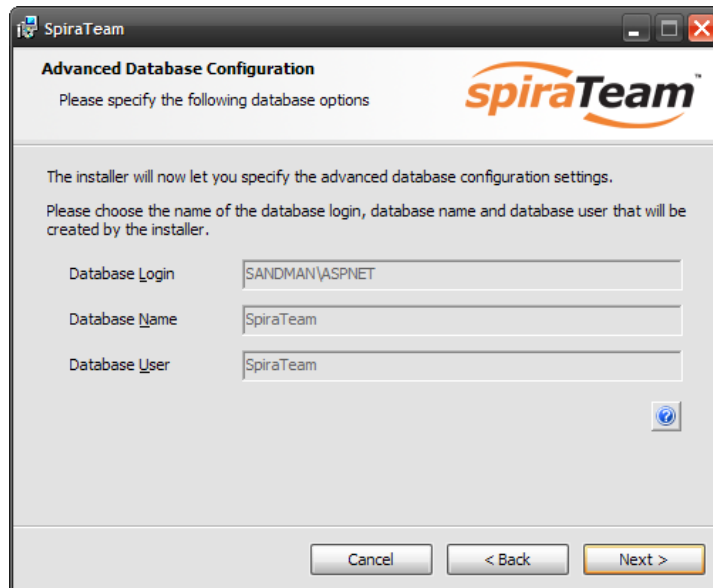 SpiraTeam
Advanced Database Configuration
Please specify the following database options
spiraTeam™
The installer will now let you specify the advanced database configuration settings.
Please choose the name of the database login, database name and database user that will be
created by the installer.
Database Login
SANDMAN\ASPNET
Database Name
SpiraTeam
Database User
SpiraTeam
?
Cancel
< Back
Next >